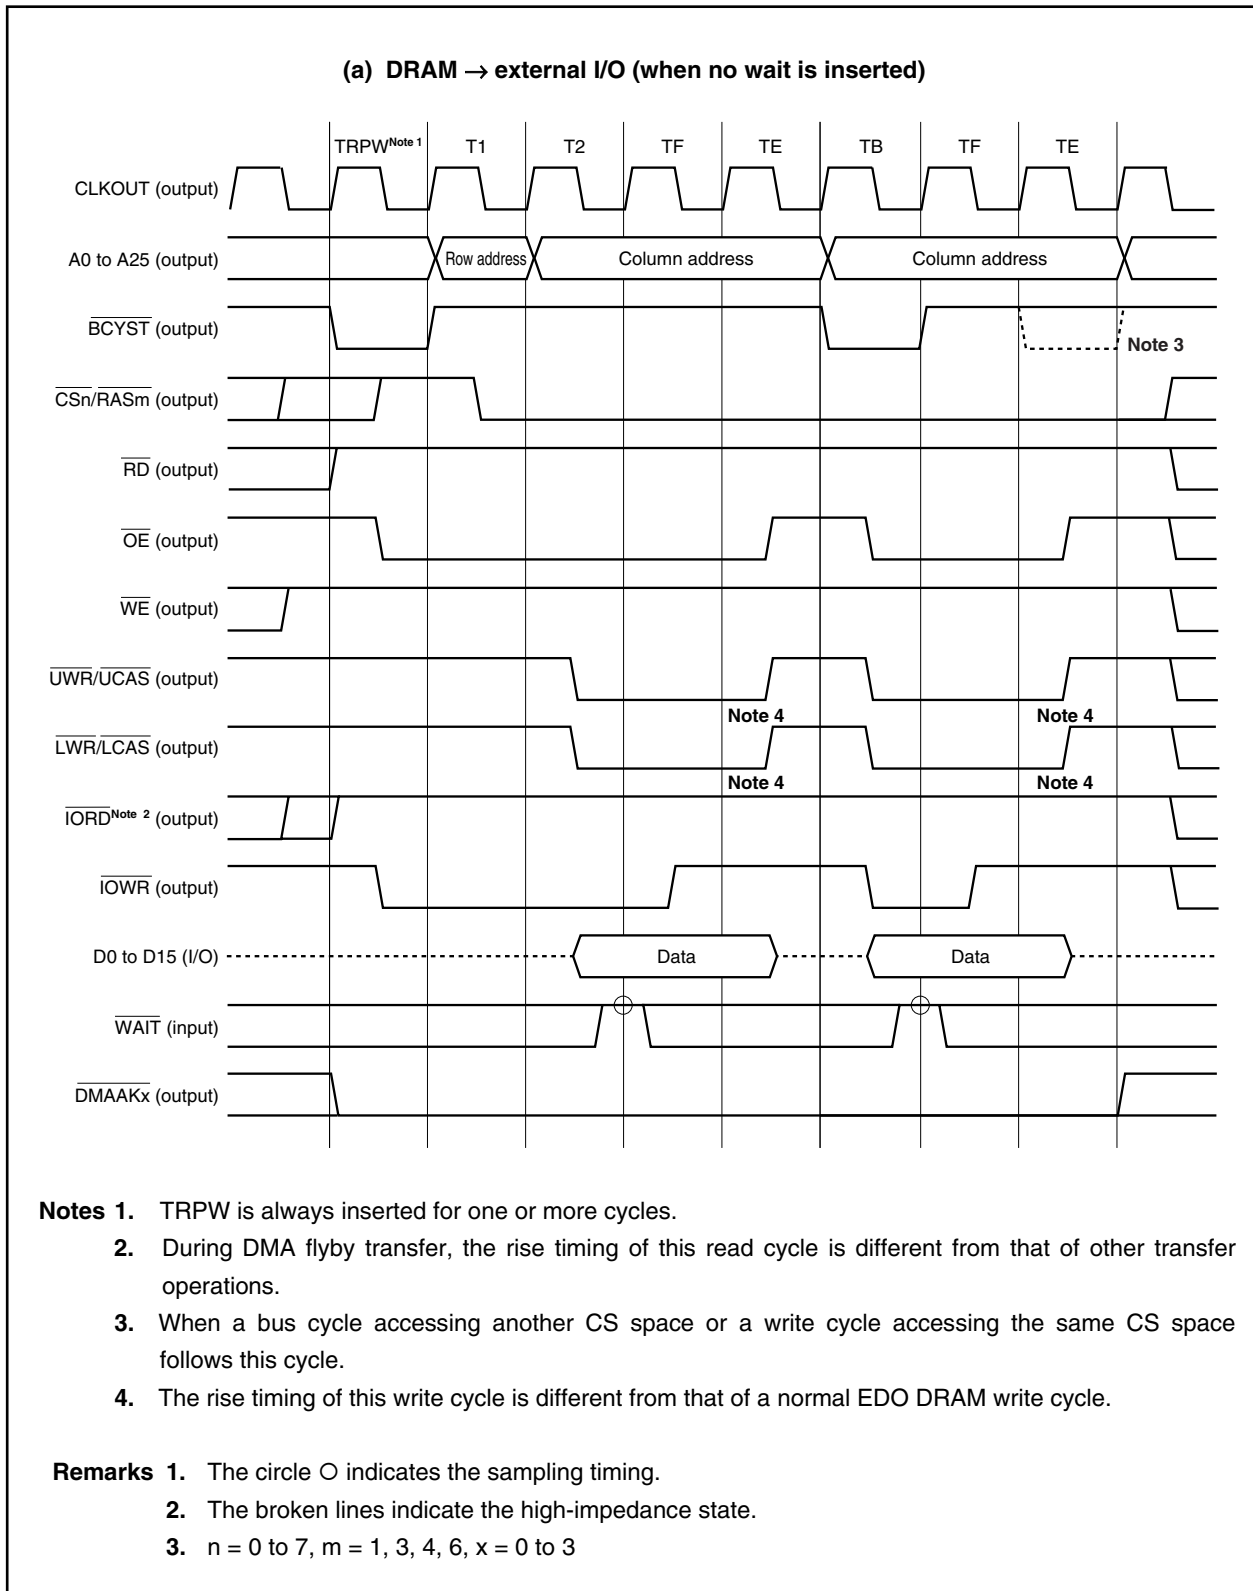 (a) DRAM → external I/O (when no wait is inserted)
TRPW Note 1 T1 T2 TF TE TB TF TE
CLKOUT (output)
A0 to A25 (output) Row address Column address Column address
BCYST (output) Note 3
CSn/RASm (output)
RD (output)
OE (output)
WE (output)
UWR/UCAS (output)
Note 4 Note 4
LWR/LCAS (output)
Note 4 Note 4
IORD Note 2 (output)
IOWR (output)
D0 to D15 (I/O) Data Data
WAIT (input)
DMAAKx (output)
Notes 1. TRPW is always inserted for one or more cycles.
2. During DMA flyby transfer, the rise timing of this read cycle is different from that of other transfer
operations.
3. When a bus cycle accessing another CS space or a write cycle accessing the same CS space
follows this cycle.
4. The rise timing of this write cycle is different from that of a normal EDO DRAM write cycle.
Remarks 1. The circle O indicates the sampling timing.
2. The broken lines indicate the high-impedance state.
3. n = 0 to 7, m = 1, 3, 4, 6, x = 0 to 3